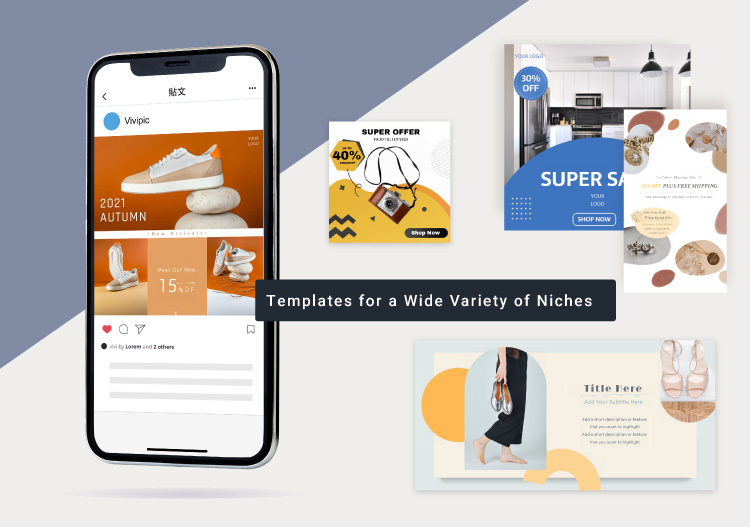 貼文
Vivipic
YOUR
LOGO
2021
AUTUMN
New Arrivals
Meet Our New
15%OFF
vivi by Lorem and 2 others
SUPER OFFER
UP TO
40%
Shop Now
YOUR LOGO
30%
OFF
SUPER SA
YOUR
LOGO
SHOP NOW
PLUS FREE SHIPPING
Templates for a Wide Variety of Niches
Title Here
Add Your Subtitle Here
Add a short description or feature
that you want to highlight
Add a short description or feature
that you want to highlight